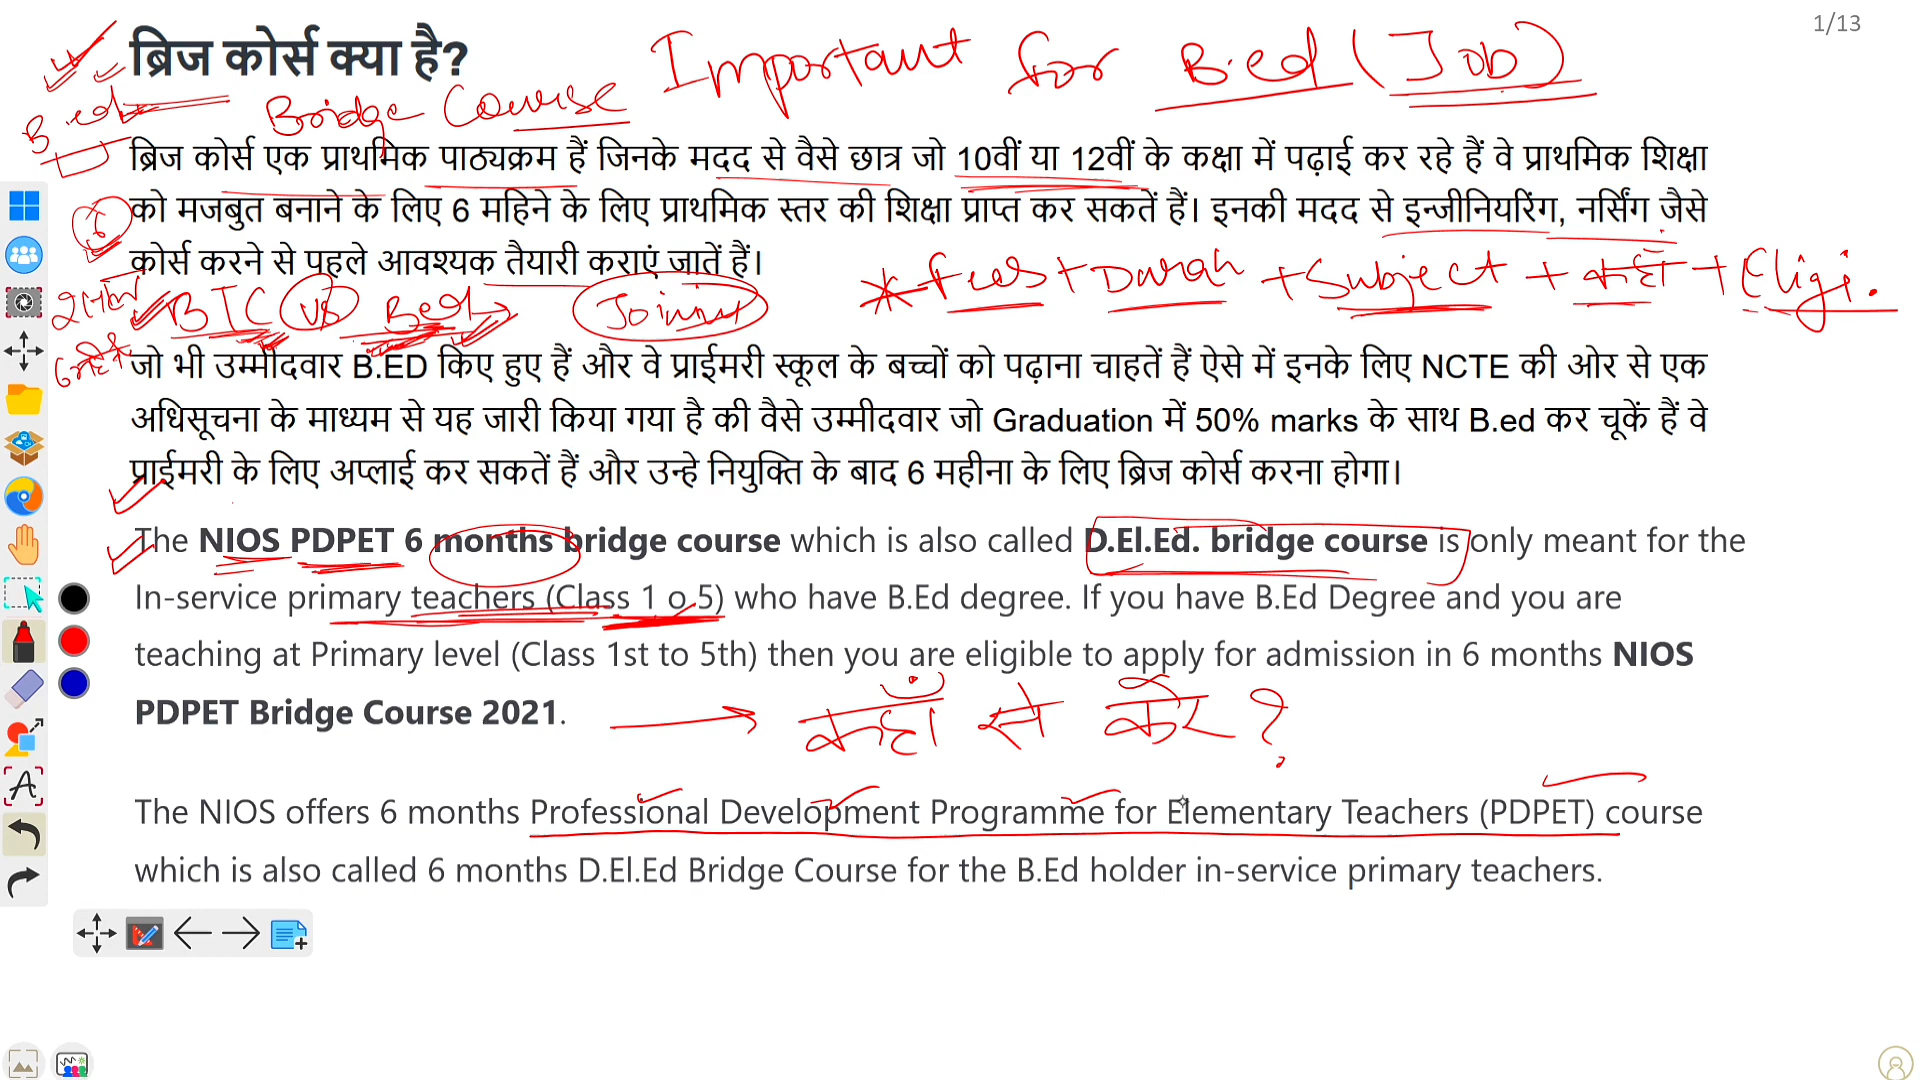 1/13
ब्रिज कोर्स क्या है?
Important for B.ed (Job)
B.ed
Bridge Course
ब्रिज कोर्स एक प्राथमिक पाठ्यक्रम हैं जिनके मदद से वैसे छात्र जो 10वीं या 12वीं के कक्षा में पढ़ाई कर रहे हैं वे प्राथमिक शिक्षा
को मजबुत बनाने के लिए 6 महिने के लिए प्राथमिक स्तर की शिक्षा प्राप्त कर सकतें हैं। इनकी मदद से इन्जीनियरिंग, नर्सिंग जैसे
कोर्स करने से पहले आवश्यक तैयारी कराएं जातें हैं।
* Fees + Durah + Subject + कहाँ + Eligi.
BTC VS Bed
जो भी उम्मीदवार B.ED किए हुए हैं और वे प्राईमरी स्कूल के बच्चों को पढ़ाना चाहतें हैं ऐसे में इनके लिए NCTE की ओर से एक
अधिसूचना के माध्यम से यह जारी किया गया है की वैसे उम्मीदवार जो Graduation में 50% marks के साथ B.ed कर चूकें हैं वे
प्राईमरी के लिए अप्लाई कर सकतें हैं और उन्हे नियुक्ति के बाद 6 महीना के लिए ब्रिज कोर्स करना होगा।
The NIOS PDPET 6 months bridge course which is also called D.El.Ed. bridge course is only meant for the
In-service primary teachers (Class 1 o 5) who have B.Ed degree. If you have B.Ed Degree and you are
teaching at Primary level (Class 1st to 5th) then you are eligible to apply for admission in 6 months NIOS
PDPET Bridge Course 2021.
कहाँ से करें ?
The NIOS offers 6 months Professional Development Programme for Elementary Teachers (PDPET) course
which is also called 6 months D.El.Ed Bridge Course for the B.Ed holder in-service primary teachers.